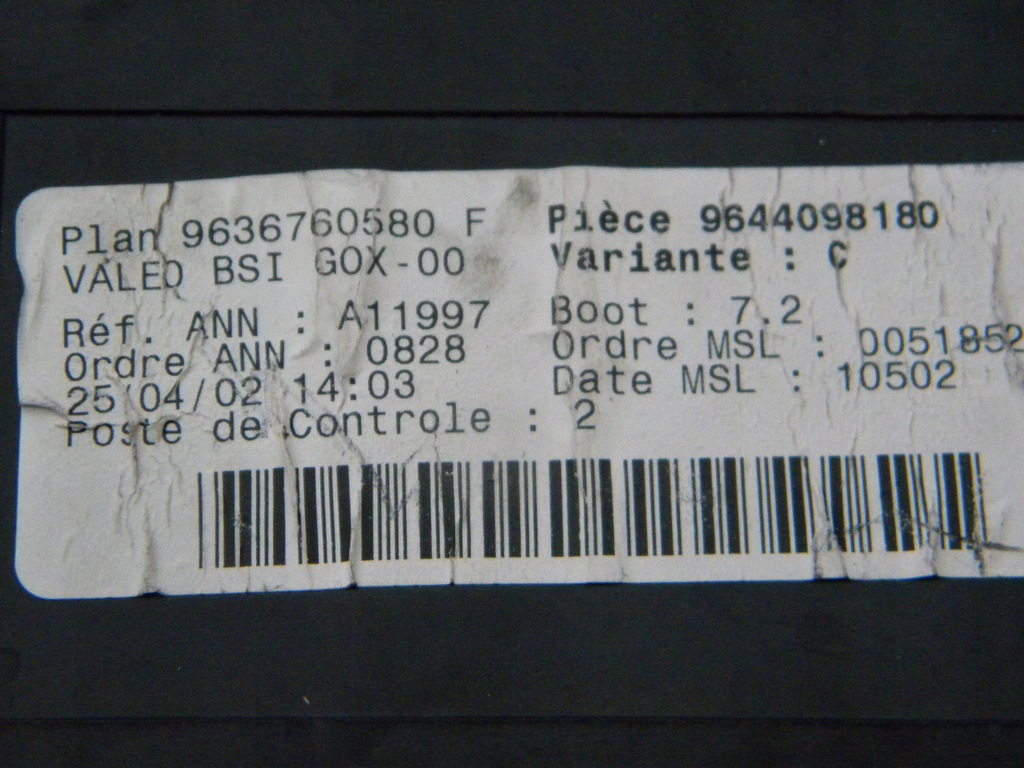 Plan 9636760580 F
VALEO BSI G0X-00
Réf. ANN : A11997
Ordre ANN : 0828
25/04/02 14:03
Poste de Controle : 2
Pièce 9644098180
Variante : C
Boot : 7.2
Ordre MSL : 0051852
Date MSL : 10502